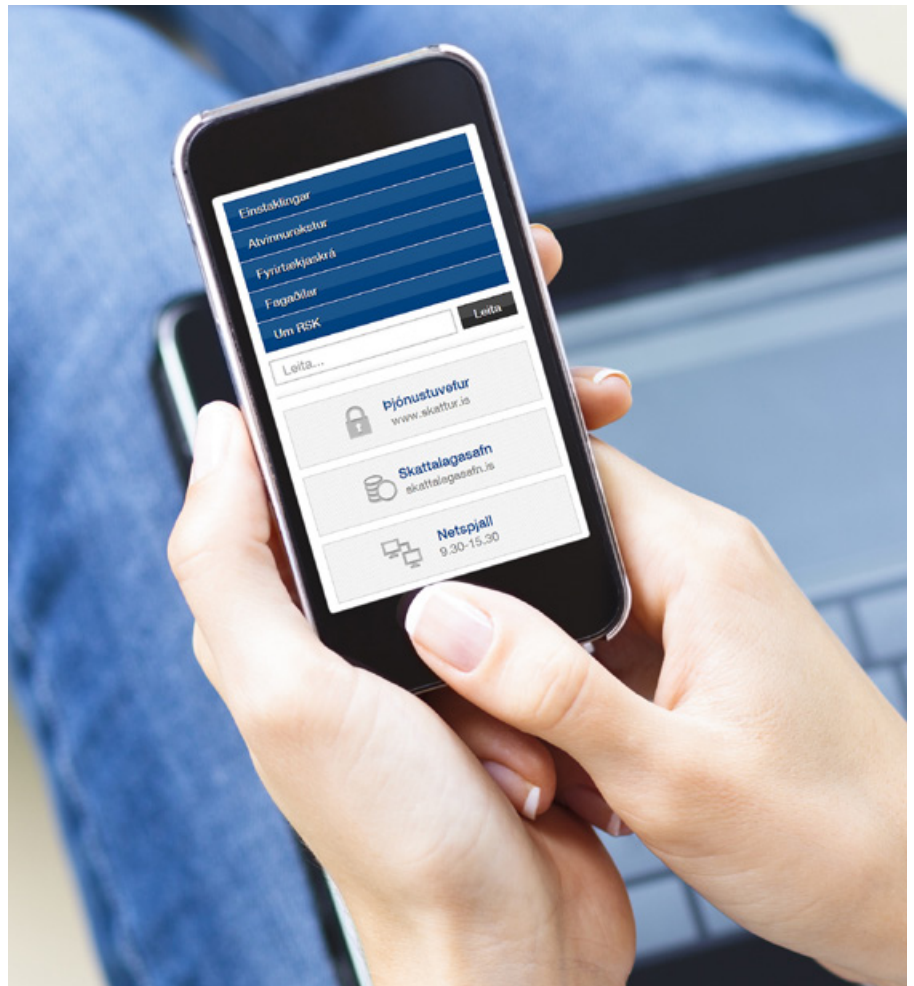 Einstaklingar
Atvinnurekstur
Fyrirtækjaskrá
Fagaðilar
Um RSK
Leita...
Leita
Þjónustuvefur
www.skattur.is
Skattalagasafn
skattalagasafn.is
Netspjall
9.30-15.30